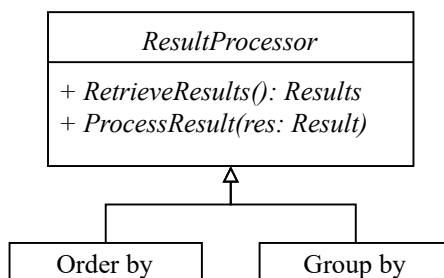 ResultProcessor
+ RetrieveResults(): Results
+ ProcessResult(res: Result)
Order by
Group by